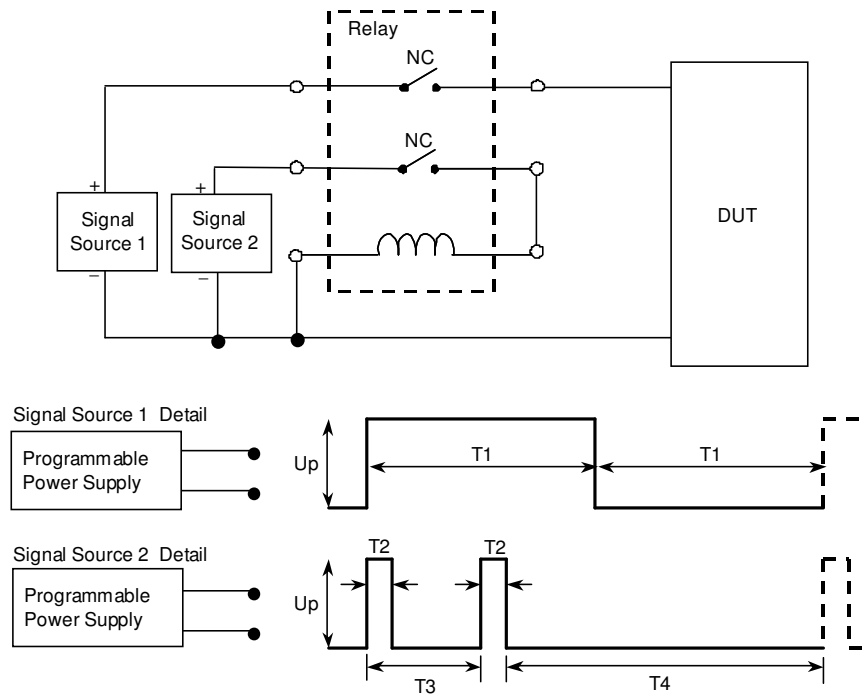 Relay
NC
NC
+
+
Signal
Source 1
Signal
Source 2
DUT
−
−
Signal Source 1 Detail
Programmable
Power Supply
Up
T1
T1
Signal Source 2 Detail
T2
T2
Programmable
Power Supply
Up
T3
T4